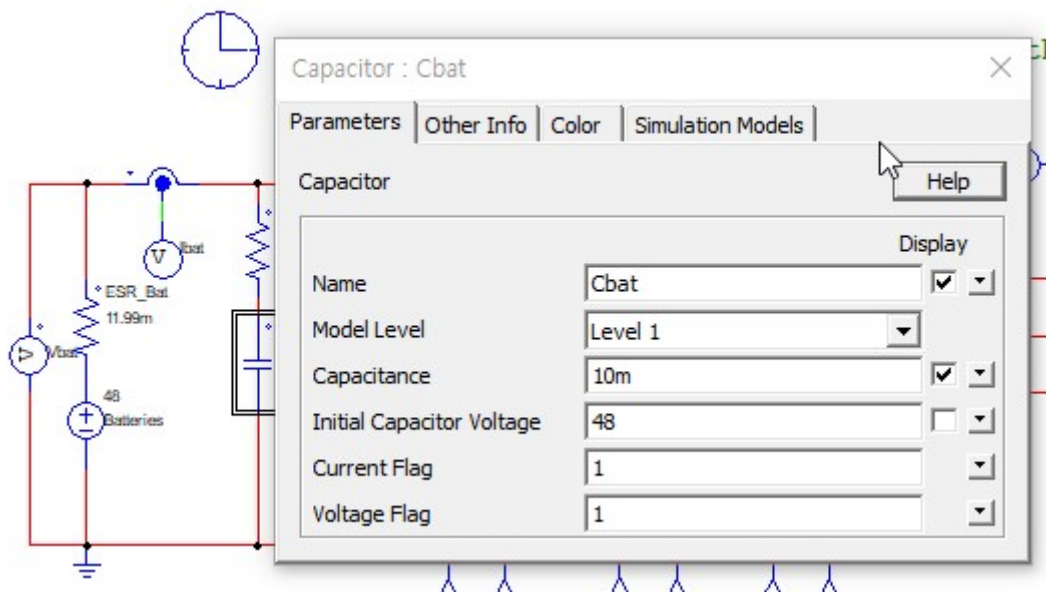 Capacitor : Cbat
Parameters
Other Info
Color
Simulation Models
Capacitor
Help
Display
Name
Cbat
Model Level
Level 1
Capacitance
10m
Initial Capacitor Voltage
48
Current Flag
1
Voltage Flag
1
V
Ibat
ESR_Bat
11.99m
V
Vbat
48
Batteries